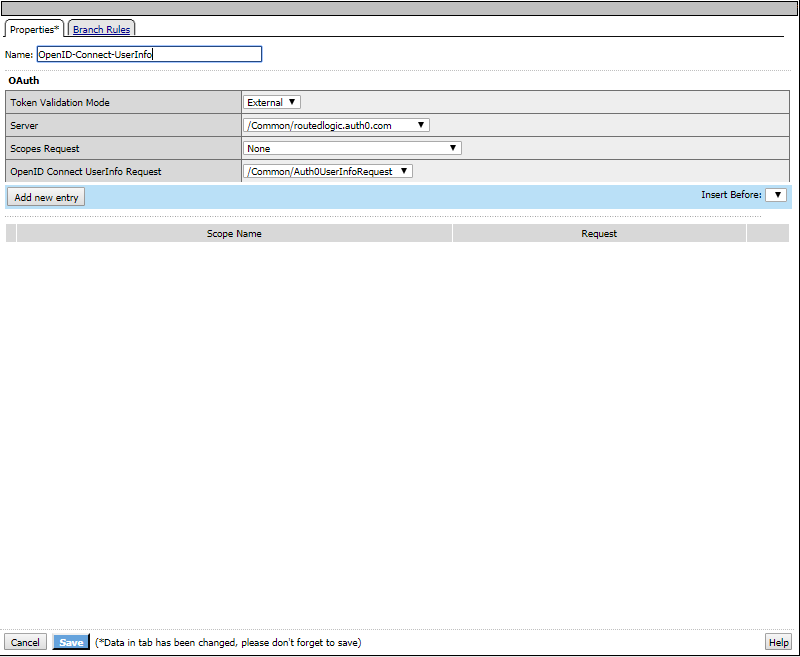 Properties* Branch Rules
Name: OpenID-Connect-UserInfo
OAuth
Token Validation Mode External
Server /Common/routedlogic.auth0.com
Scopes Request None
OpenID Connect UserInfo Request /Common/Auth0UserInfoRequest
Add new entry Insert Before:
Scope Name Request
Cancel Save (*Data in tab has been changed, please don't forget to save) Help